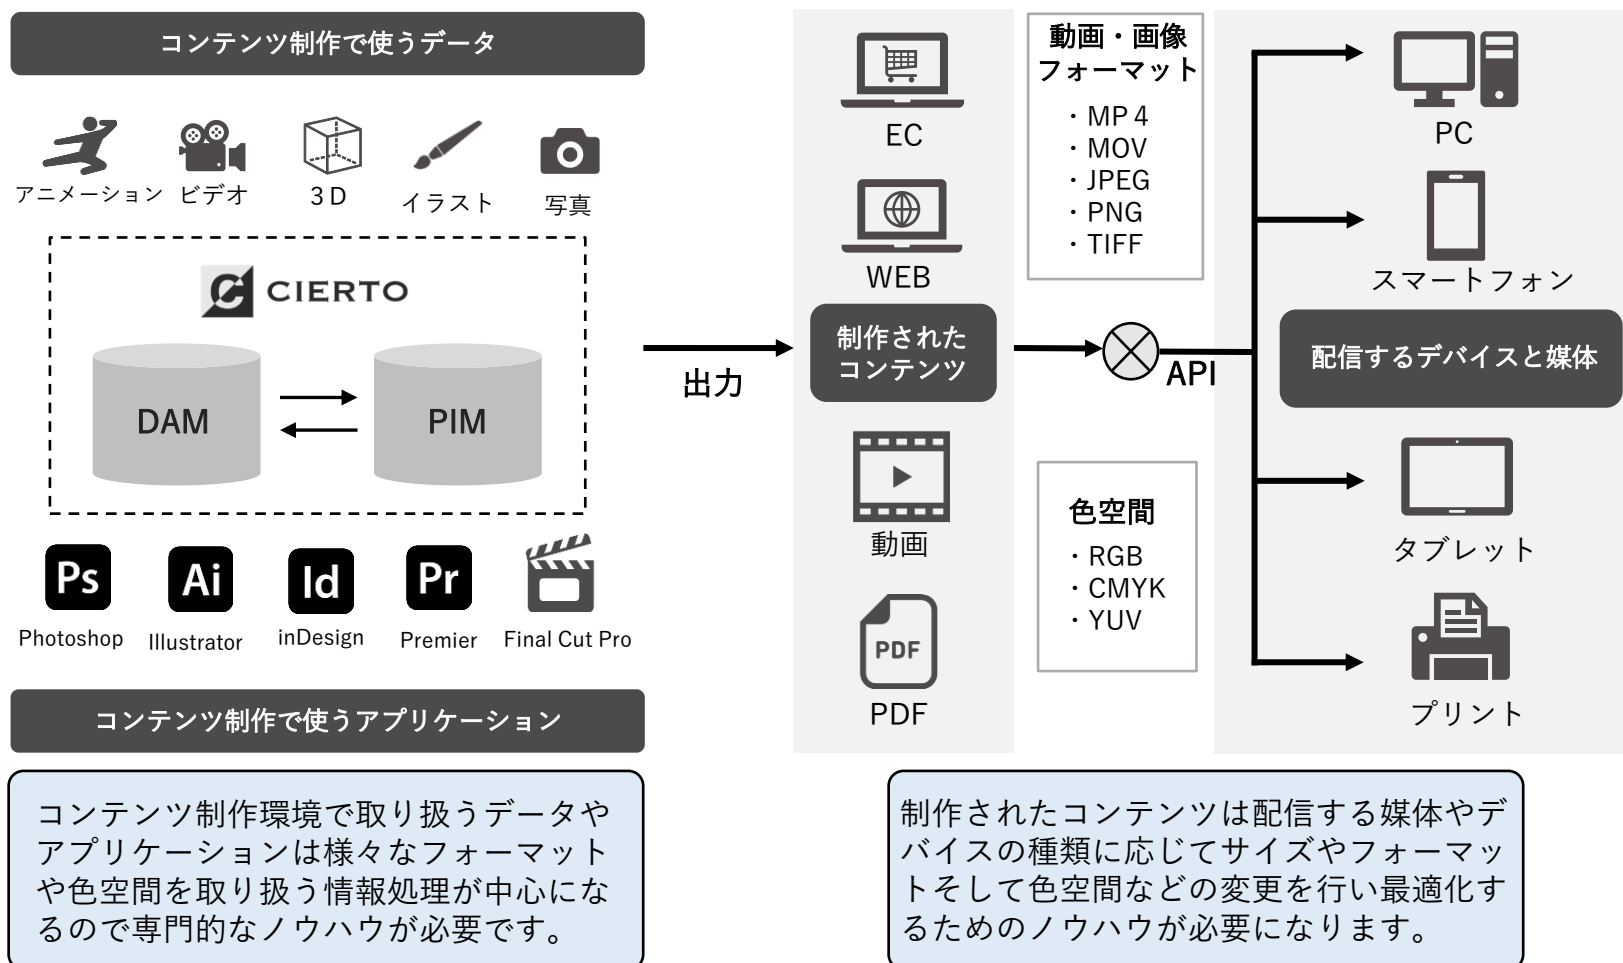 コンテンツ制作で使うデータ
アニメーション
ビデオ
3D
イラスト
写真
CIERTO
DAM
PIM
Ps
Ai
Id
Pr
Photoshop
Illustrator
inDesign
Premier
Final Cut Pro
コンテンツ制作で使うアプリケーション
コンテンツ制作環境で取り扱うデータや
アプリケーションは様々なフォーマット
や色空間を取り扱う情報処理が中心にな
るので専門的なノウハウが必要です。
出力
EC
WEB
制作された
コンテンツ
動画
PDF
PDF
動画・画像
フォーマット
・MP4
・MOV
・JPEG
・PNG
・TIFF
API
色空間
・RGB
・CMYK
・YUV
PC
スマートフォン
配信するデバイスと媒体
タブレット
プリント
制作されたコンテンツは配信する媒体やデ
バイスの種類に応じてサイズやフォーマッ
トそして色空間などの変更を行い最適化す
るためのノウハウが必要になります。